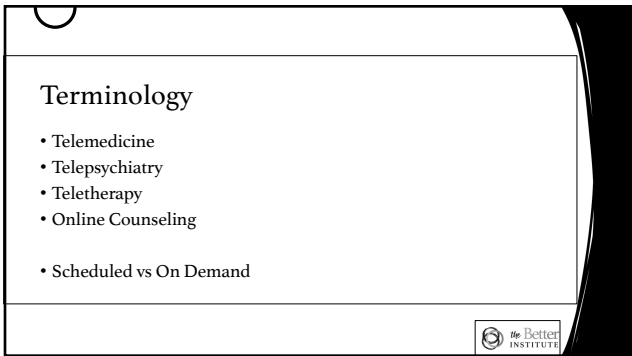 Terminology
• Telemedicine
• Telepsychiatry
• Teletherapy
• Online Counseling
• Scheduled vs On Demand
the Better
INSTITUTE